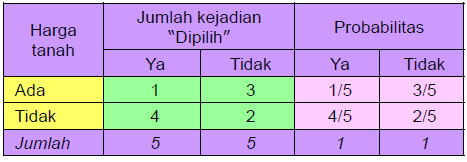 Harga tanah Jumlah kejadian "Dipilih" Probabilitas
Ya Tidak Ya Tidak
Ada 1 3 1/5 3/5
Tidak 4 2 4/5 2/5
Jumlah 5 5 1 1